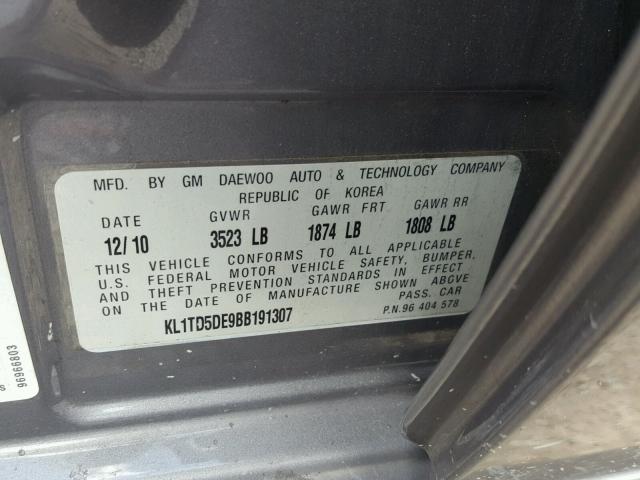 MFD. BY GM DAEWOO AUTO & TECHNOLOGY COMPANY
REPUBLIC OF KOREA
DATE GVWR GAWR FRT GAWR RR
12/10 3523 LB 1874 LB 1808 LB
THIS VEHICLE CONFORMS TO ALL APPLICABLE
U.S. FEDERAL MOTOR VEHICLE SAFETY, BUMPER,
AND THEFT PREVENTION STANDARDS IN EFFECT
ON THE DATE OF MANUFACTURE SHOWN ABOVE
PASS. CAR
KL1TD5DE9BB191307 P.N.96 404 578
96966803